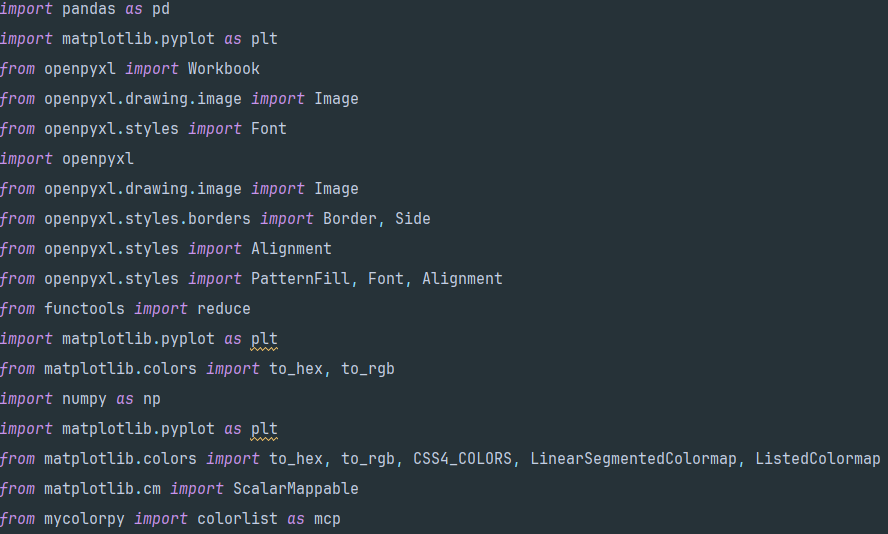 import pandas as pd
import matplotlib.pyplot as plt
from openpyxl import Workbook
from openpyxl.drawing.image import Image
from openpyxl.styles import Font
import openpyxl
from openpyxl.drawing.image import Image
from openpyxl.styles.borders import Border, Side
from openpyxl.styles import Alignment
from openpyxl.styles import PatternFill, Font, Alignment
from functools import reduce
import matplotlib.pyplot as plt
from matplotlib.colors import to_hex, to_rgb
import numpy as np
import matplotlib.pyplot as plt
from matplotlib.colors import to_hex, to_rgb, CSS4_COLORS, LinearSegmentedColormap, ListedColormap
from matplotlib.cm import ScalarMappable
from mycolorpy import colorlist as mcp